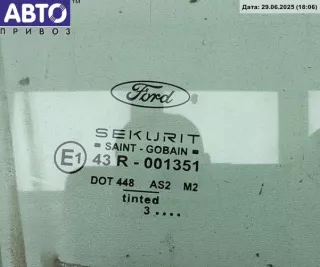 АВТО
ПРИВОЗ
Дата: 29.06.2025 (18:06)
Ford
SEKURIT
SAINT - GOBAIN
E1 43 R - 001351
DOT 448 AS2 M2
tinted
3 ....